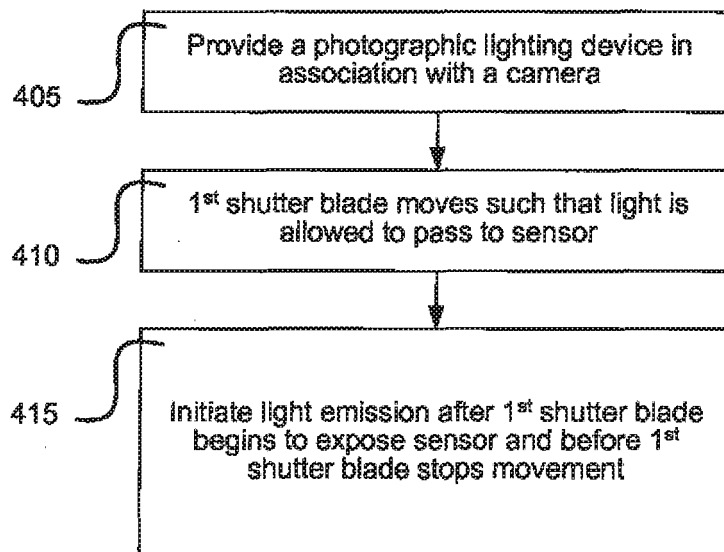 Provide a photographic lighting device in
association with a camera
405
1st shutter blade moves such that light is
allowed to pass to sensor
410
Initiate light emission after 1st shutter blade
begins to expose sensor and before 1st
shutter blade stops movement
415